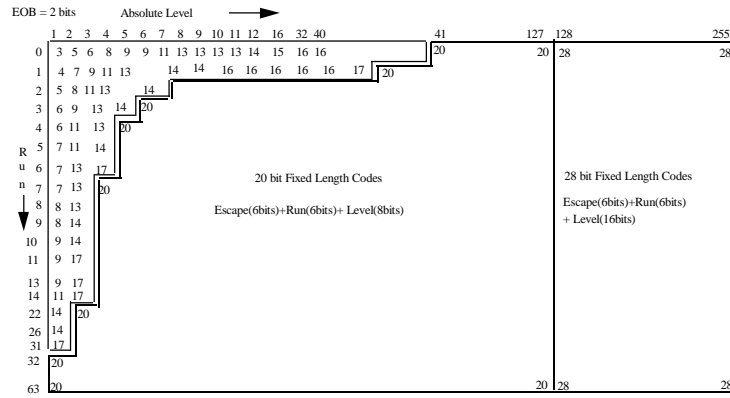 EOB = 2 bits Absolute Level
1 2 3 4 5 6 7 8 9 10 11 12 16 32 40 41 127 128 255
0 3 5 6 8 9 9 11 13 13 13 13 14 15 16 16 20 20 28 28
1 4 7 9 11 13 14 14 16 16 16 16 16 17 20
2 5 8 11 13 14 20
3 6 9 13 14
4 6 11 13 20
5 7 11 14
6 7 13 17
7 7 13 20
8 8 13
9 8 14
10 9 14
11 9 17
13 9 17
14 11 17
22 14 20
26 14
31 17
32 20
63 20 20 28 28
Run
20 bit Fixed Length Codes
Escape(6bits)+Run(6bits)+ Level(8bits)
28 bit Fixed Length Codes
Escape(6bits)+Run(6bits)
+ Level(16bits)